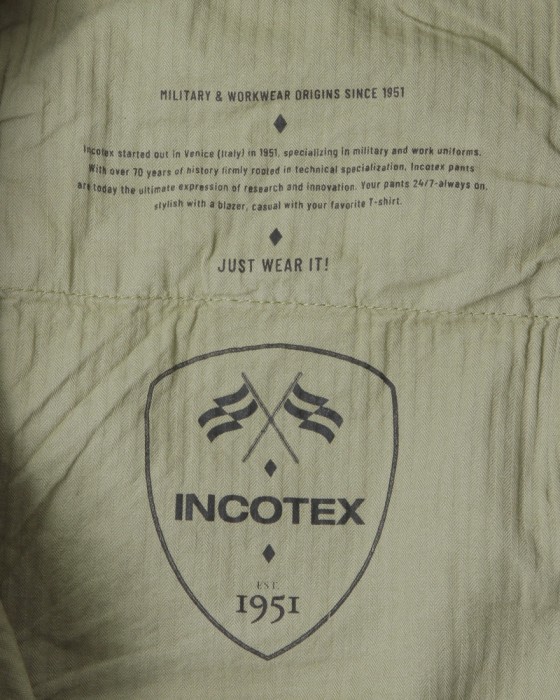 MILITARY & WORKWEAR ORIGINS SINCE 1951
Incotex started out in Venice (Italy) in 1951, specializing in military and work uniforms.
With over 70 years of history firmly rooted in technical specialization, Incotex pants
are today the ultimate expression of research and innovation. Your pants 24/7-always on,
stylish with a blazer, casual with your favorite T-shirt.
JUST WEAR IT!
INCOTEX
EST.
1951